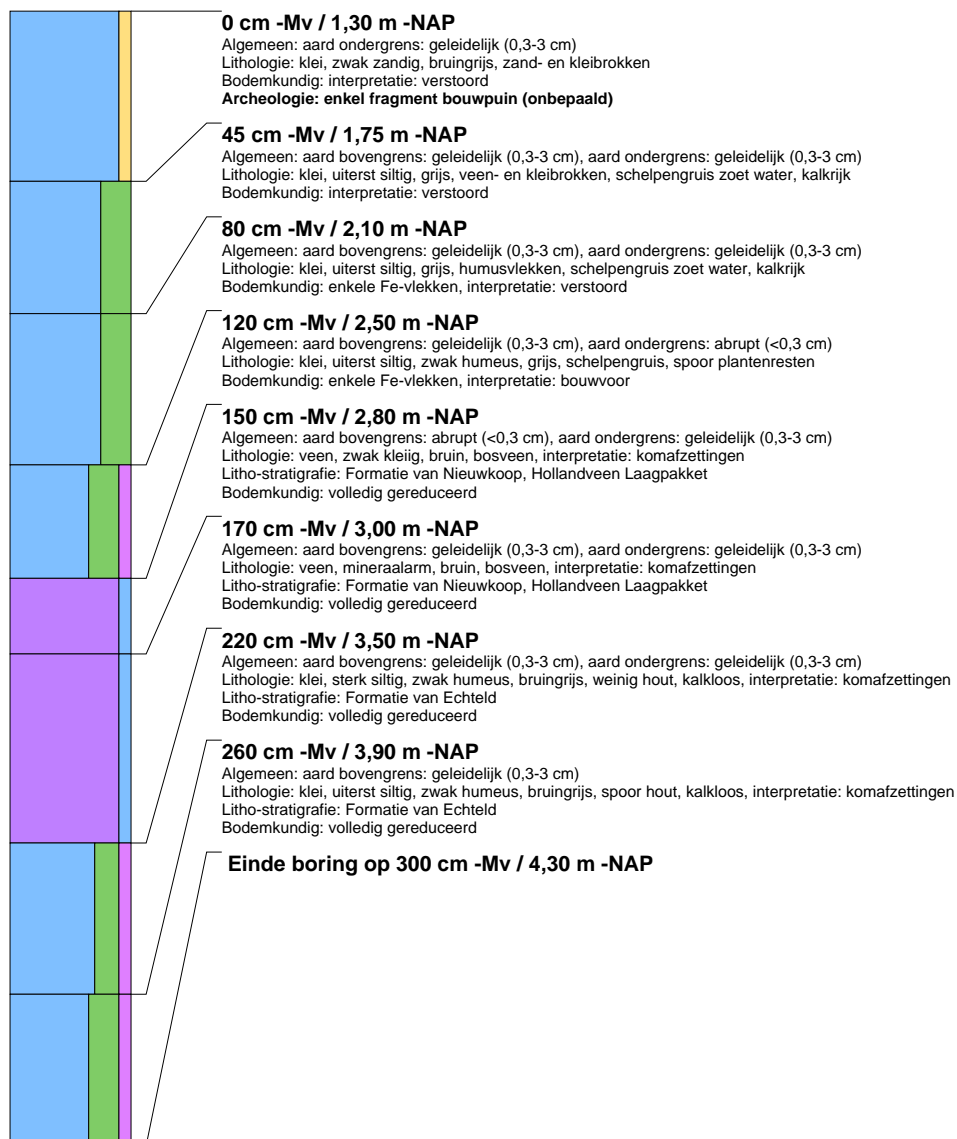 0 cm -Mv / 1,30 m -NAP
Algemeen: aard ondergrens: geleidelijk (0,3-3 cm)
Lithologie: klei, zwak zandig, bruingrijs, zand- en kleibrokken
Bodemkundig: interpretatie: verstoord
Archeologie: enkel fragment bouwpuin (onbepaald)
45 cm -Mv / 1,75 m -NAP
Algemeen: aard bovengrens: geleidelijk (0,3-3 cm), aard ondergrens: geleidelijk (0,3-3 cm)
Lithologie: klei, uiterst siltig, grijs, veen- en kleibrokken, schelpengruis zoet water, kalkrijk
Bodemkundig: interpretatie: verstoord
80 cm -Mv / 2,10 m -NAP
Algemeen: aard bovengrens: geleidelijk (0,3-3 cm), aard ondergrens: geleidelijk (0,3-3 cm)
Lithologie: klei, uiterst siltig, grijs, humusvlekken, schelpengruis zoet water, kalkrijk
Bodemkundig: enkele Fe-vlekken, interpretatie: verstoord
120 cm -Mv / 2,50 m -NAP
Algemeen: aard bovengrens: geleidelijk (0,3-3 cm), aard ondergrens: abrupt (<0,3 cm)
Lithologie: klei, uiterst siltig, zwak humeus, grijs, schelpengruis, spoor plantenresten
Bodemkundig: enkele Fe-vlekken, interpretatie: bouwvoor
150 cm -Mv / 2,80 m -NAP
Algemeen: aard bovengrens: abrupt (<0,3 cm), aard ondergrens: geleidelijk (0,3-3 cm)
Lithologie: veen, zwak kleiig, bruin, bosveen, interpretatie: komafzettingen
Litho-stratigrafie: Formatie van Nieuwkoop, Hollandveen Laagpakket
Bodemkundig: volledig gereduceerd
170 cm -Mv / 3,00 m -NAP
Algemeen: aard bovengrens: geleidelijk (0,3-3 cm), aard ondergrens: geleidelijk (0,3-3 cm)
Lithologie: veen, mineraalarm, bruin, bosveen, interpretatie: komafzettingen
Litho-stratigrafie: Formatie van Nieuwkoop, Hollandveen Laagpakket
Bodemkundig: volledig gereduceerd
220 cm -Mv / 3,50 m -NAP
Algemeen: aard bovengrens: geleidelijk (0,3-3 cm), aard ondergrens: geleidelijk (0,3-3 cm)
Lithologie: klei, sterk siltig, zwak humeus, bruingrijs, weinig hout, kalkloos, interpretatie: komafzettingen
Litho-stratigrafie: Formatie van Echteld
Bodemkundig: volledig gereduceerd
260 cm -Mv / 3,90 m -NAP
Algemeen: aard bovengrens: geleidelijk (0,3-3 cm)
Lithologie: klei, uiterst siltig, zwak humeus, bruingrijs, spoor hout, kalkloos, interpretatie: komafzettingen
Litho-stratigrafie: Formatie van Echteld
Bodemkundig: volledig gereduceerd
Einde boring op 300 cm -Mv / 4,30 m -NAP